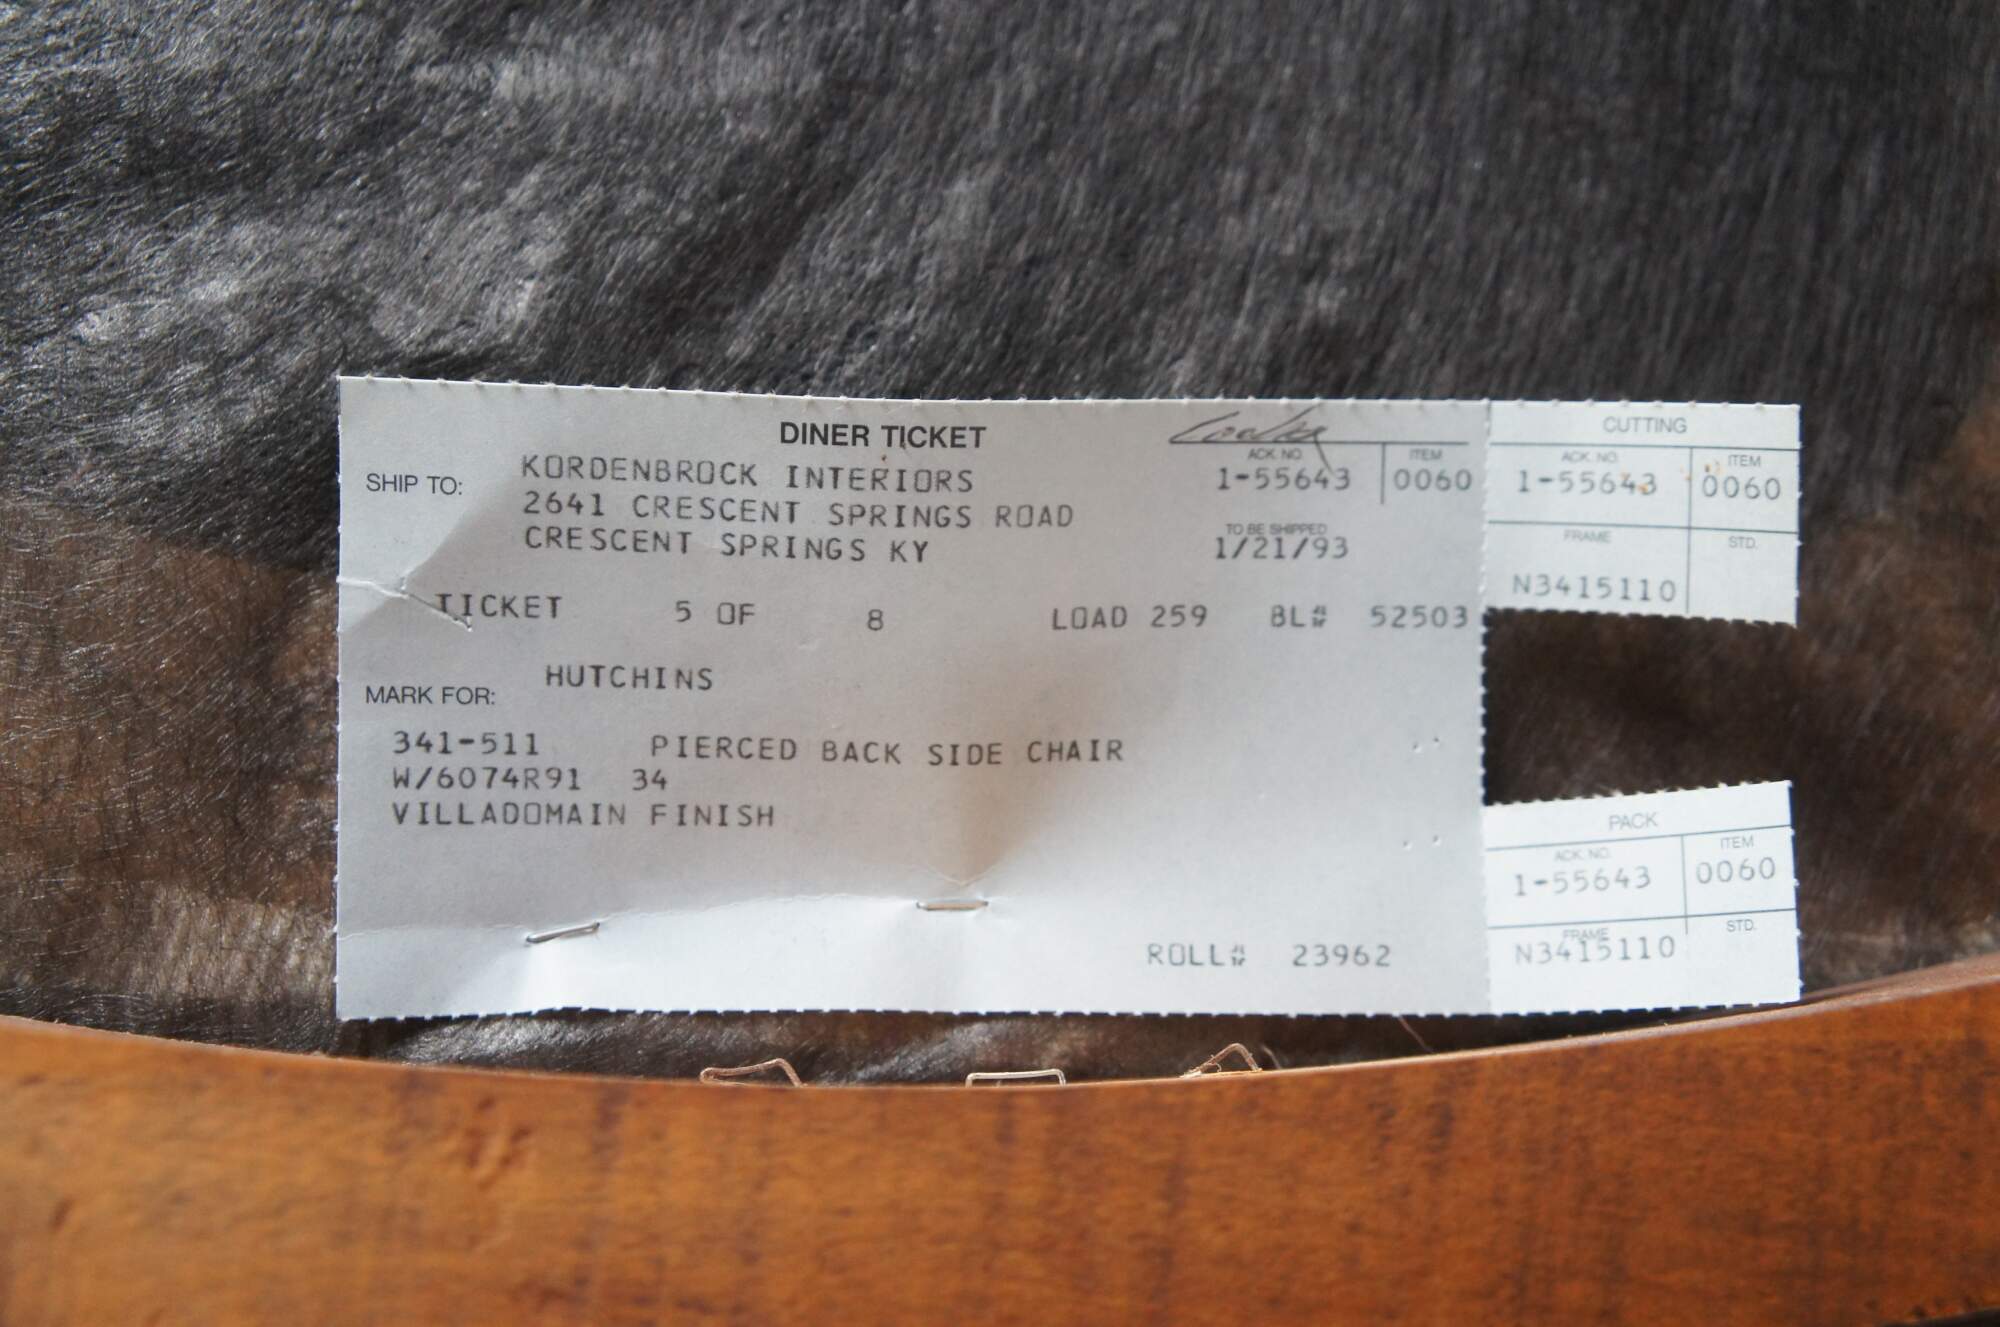 DINER TICKET
SHIP TO: KORDENBROCK INTERIORS
2641 CRESCENT SPRINGS ROAD
CRESCENT SPRINGS KY
ACK. NO. ITEM
1-55643 0060
TO BE SHIPPED
1/21/93
TICKET 5 OF 8 LOAD 259 BL# 52503
HUTCHINS
MARK FOR:
341-511 PIERCED BACK SIDE CHAIR
W/6074R91 34
VILLADOMAIN FINISH
ROLL# 23962
CUTTING
ACK. NO. ITEM
1-55643 0060
FRAME STD.
N3415110
PACK
ACK. NO. ITEM
1-55643 0060
FRAME STD.
N3415110